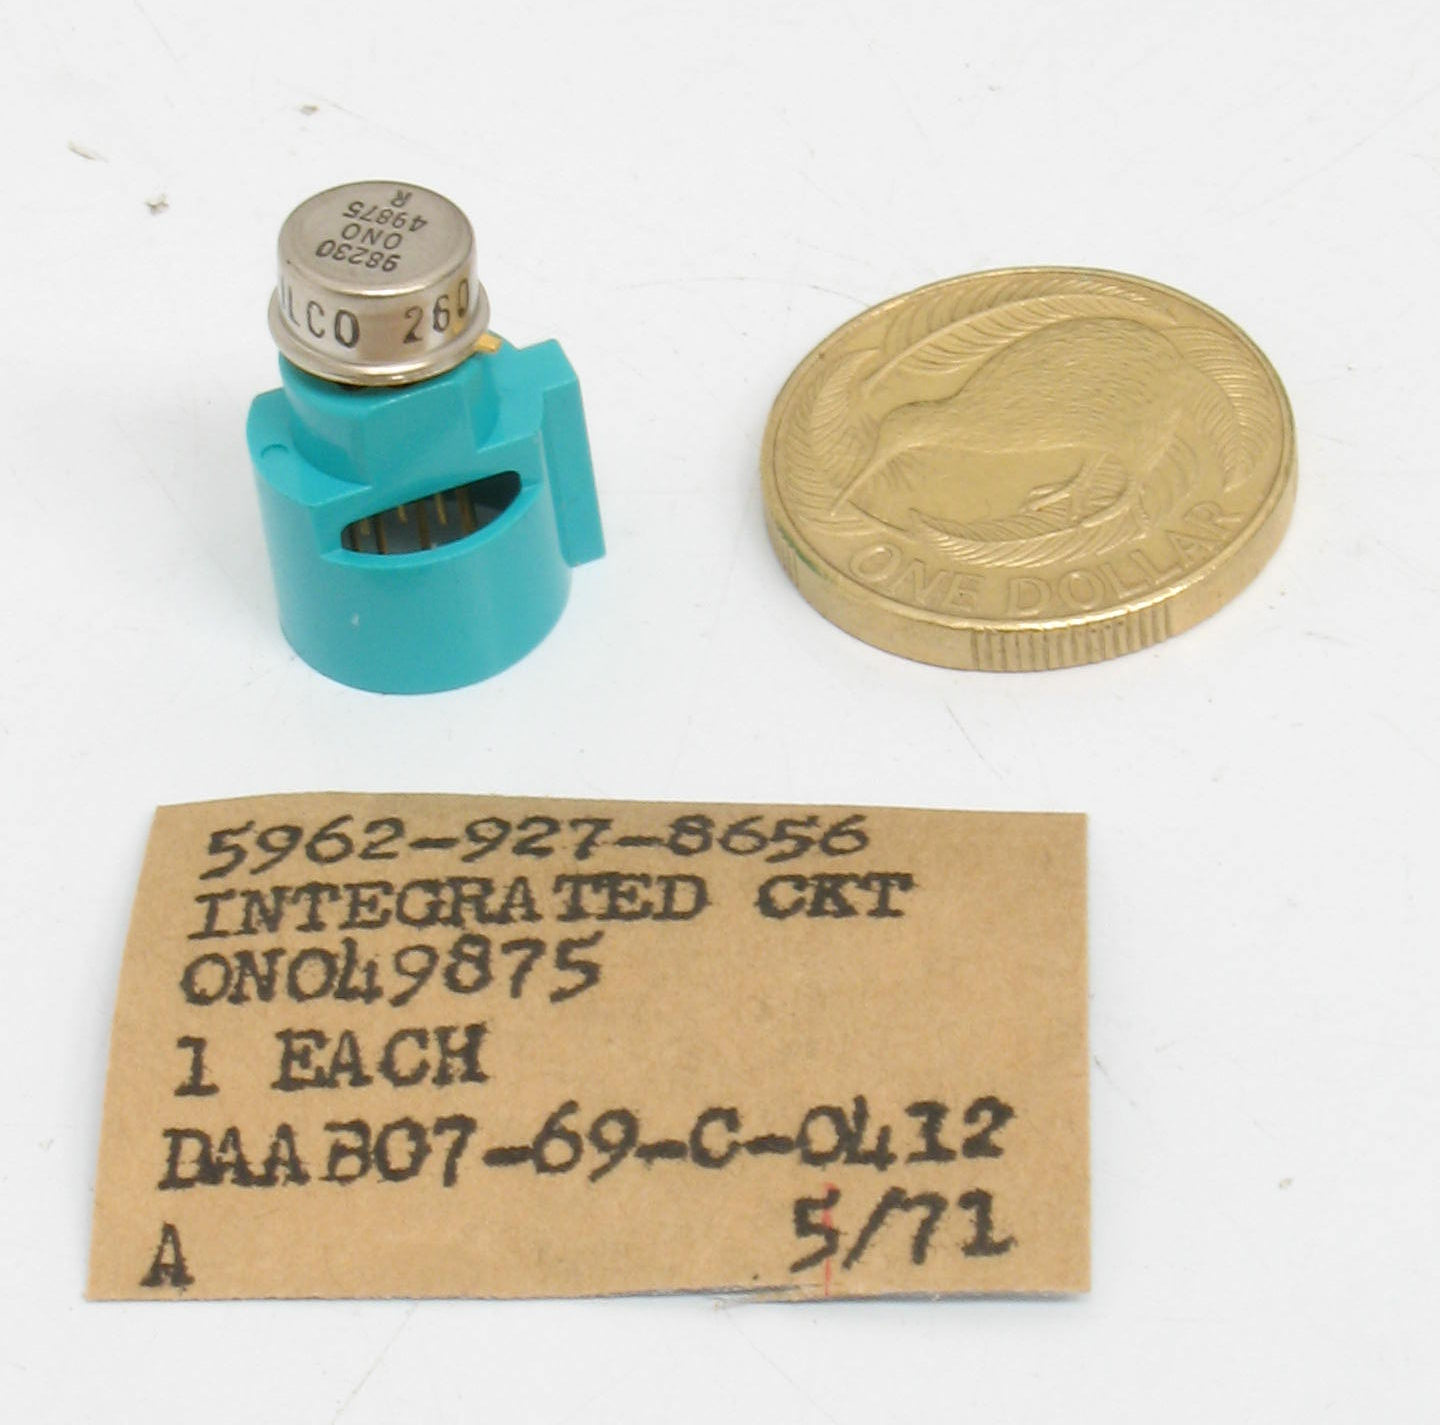 98230
ONO
49875
R
LCO 260
ONE DOLLAR
5962-927-8656
INTEGRATED CKT
ONO49875
1 EACH
DAAB07-69-C-0412
5/71
A